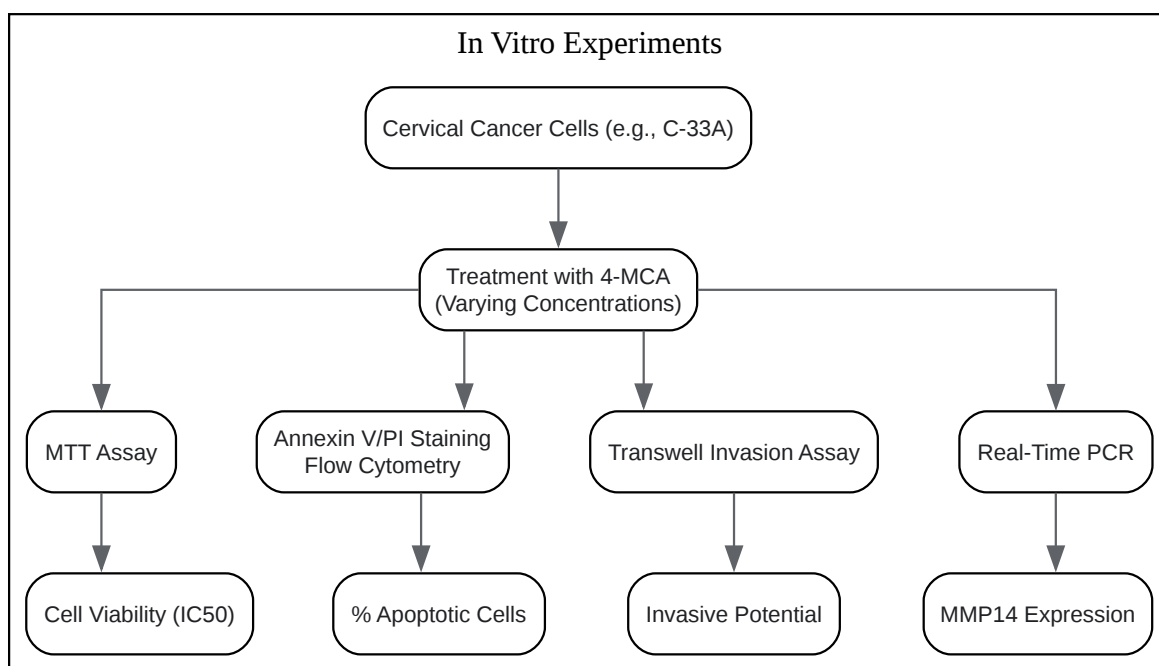 In Vitro Experiments
Cervical Cancer Cells (e.g., C-33A)
Treatment with 4-MCA
(Varying Concentrations)
MTT Assay
Annexin V/PI Staining
Flow Cytometry
Transwell Invasion Assay
Real-Time PCR
Cell Viability (IC50)
% Apoptotic Cells
Invasive Potential
MMP14 Expression